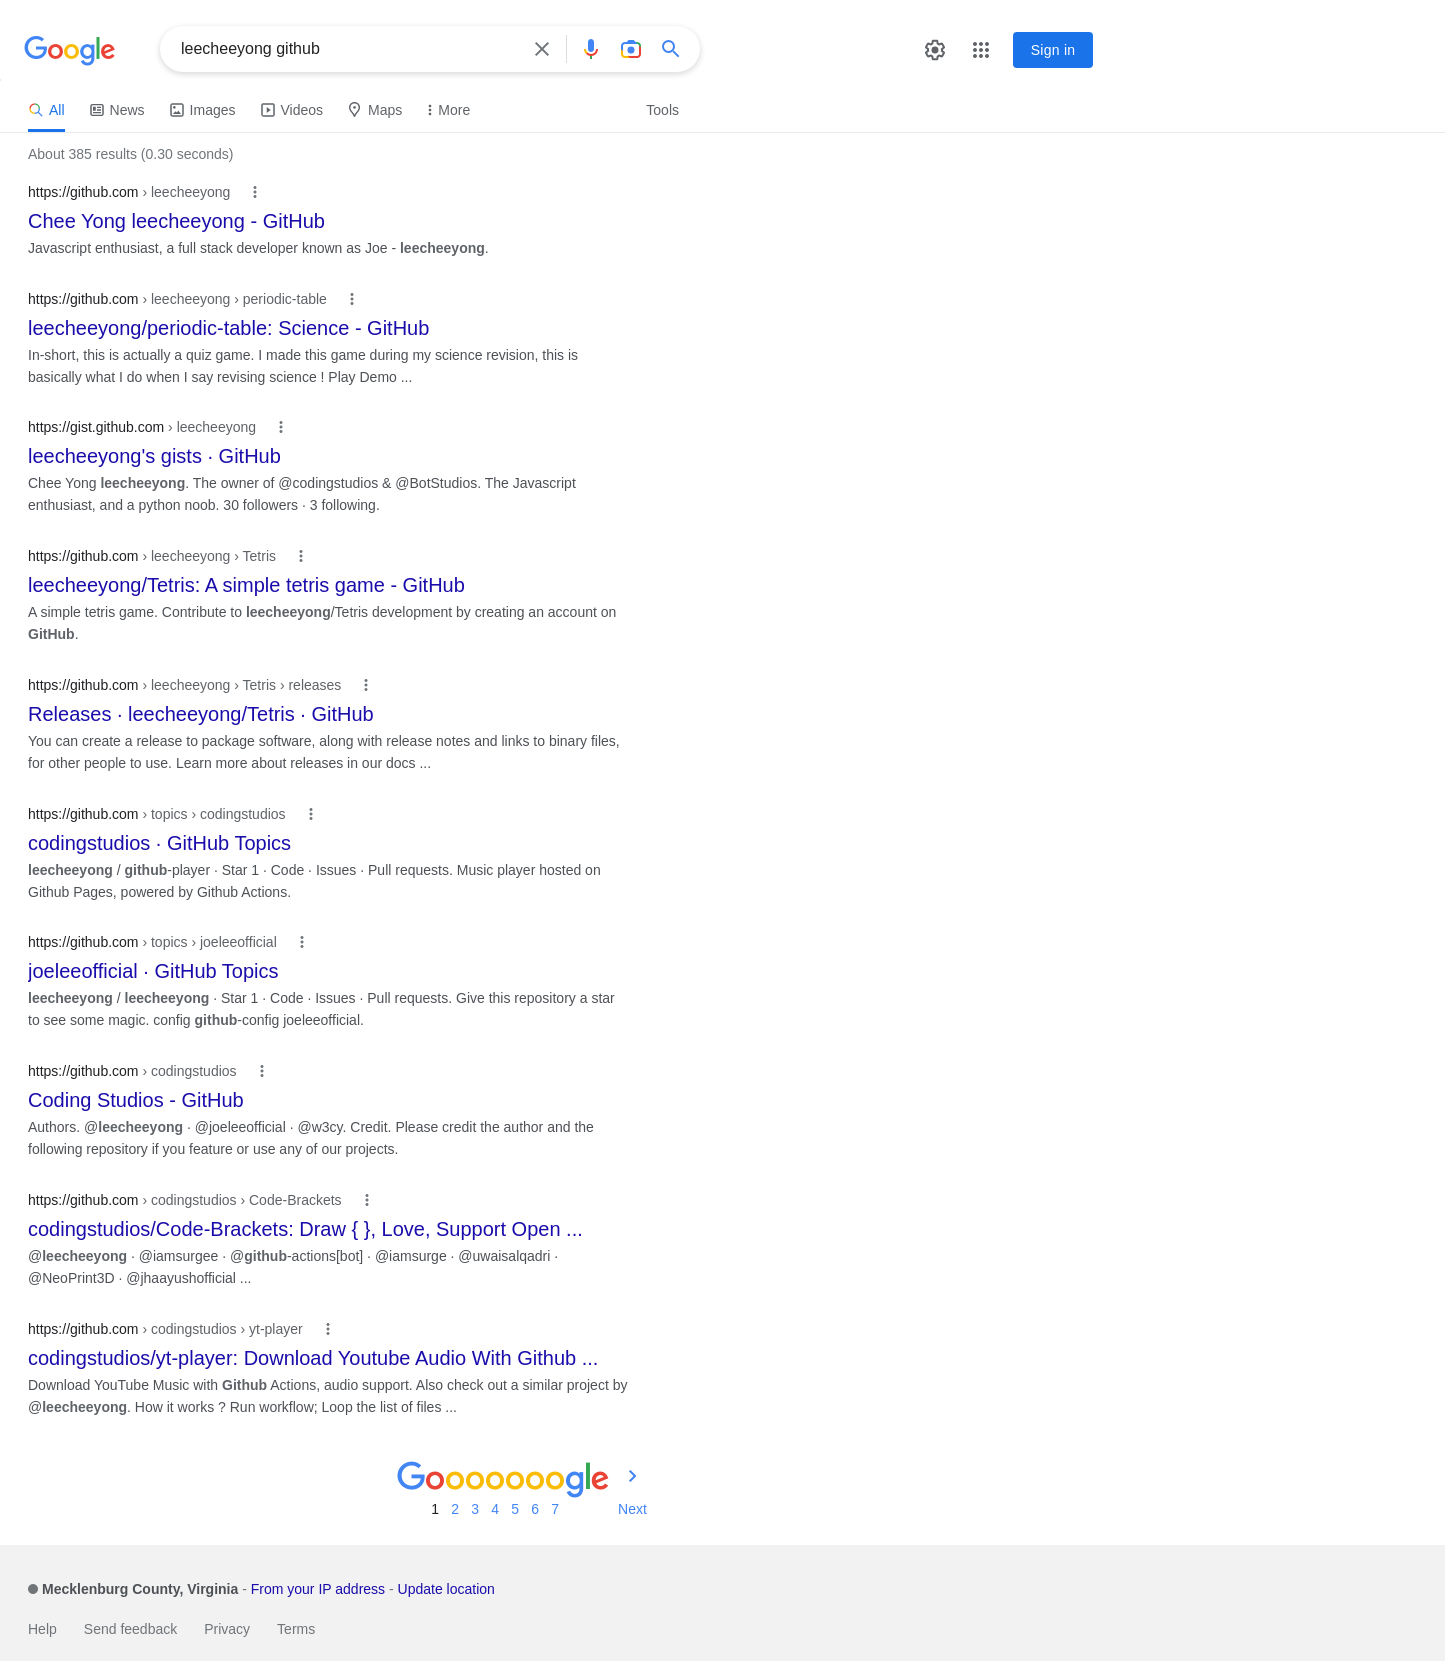 Google
leecheeyong github
Sign in
All News Images Videos Maps More Tools
About 385 results (0.30 seconds)
https://github.com › leecheeyong
Chee Yong leecheeyong - GitHub
Javascript enthusiast, a full stack developer known as Joe - leecheeyong.
https://github.com › leecheeyong › periodic-table
leecheeyong/periodic-table: Science - GitHub
In-short, this is actually a quiz game. I made this game during my science revision, this is
basically what I do when I say revising science ! Play Demo ...
https://gist.github.com › leecheeyong
leecheeyong's gists · GitHub
Chee Yong leecheeyong. The owner of @codingstudios & @BotStudios. The Javascript
enthusiast, and a python noob. 30 followers · 3 following.
https://github.com › leecheeyong › Tetris
leecheeyong/Tetris: A simple tetris game - GitHub
A simple tetris game. Contribute to leecheeyong/Tetris development by creating an account on
GitHub.
https://github.com › leecheeyong › Tetris › releases
Releases · leecheeyong/Tetris · GitHub
You can create a release to package software, along with release notes and links to binary files,
for other people to use. Learn more about releases in our docs ...
https://github.com › topics › codingstudios
codingstudios · GitHub Topics
leecheeyong / github-player · Star 1 · Code · Issues · Pull requests. Music player hosted on
Github Pages, powered by Github Actions.
https://github.com › topics › joeleeofficial
joeleeofficial · GitHub Topics
leecheeyong / leecheeyong · Star 1 · Code · Issues · Pull requests. Give this repository a star
to see some magic. config github-config joeleeofficial.
https://github.com › codingstudios
Coding Studios - GitHub
Authors. @leecheeyong · @joeleeofficial · @w3cy. Credit. Please credit the author and the
following repository if you feature or use any of our projects.
https://github.com › codingstudios › Code-Brackets
codingstudios/Code-Brackets: Draw { }, Love, Support Open ...
@leecheeyong · @iamsurgee · @github-actions[bot] · @iamsurge · @uwaisalqadri ·
@NeoPrint3D · @jhaayushofficial ...
https://github.com › codingstudios › yt-player
codingstudios/yt-player: Download Youtube Audio With Github ...
Download YouTube Music with Github Actions, audio support. Also check out a similar project by
@leecheeyong. How it works ? Run workflow; Loop the list of files ...
Goooooooogle
1 2 3 4 5 6 7 Next
Mecklenburg County, Virginia - From your IP address - Update location
Help Send feedback Privacy Terms